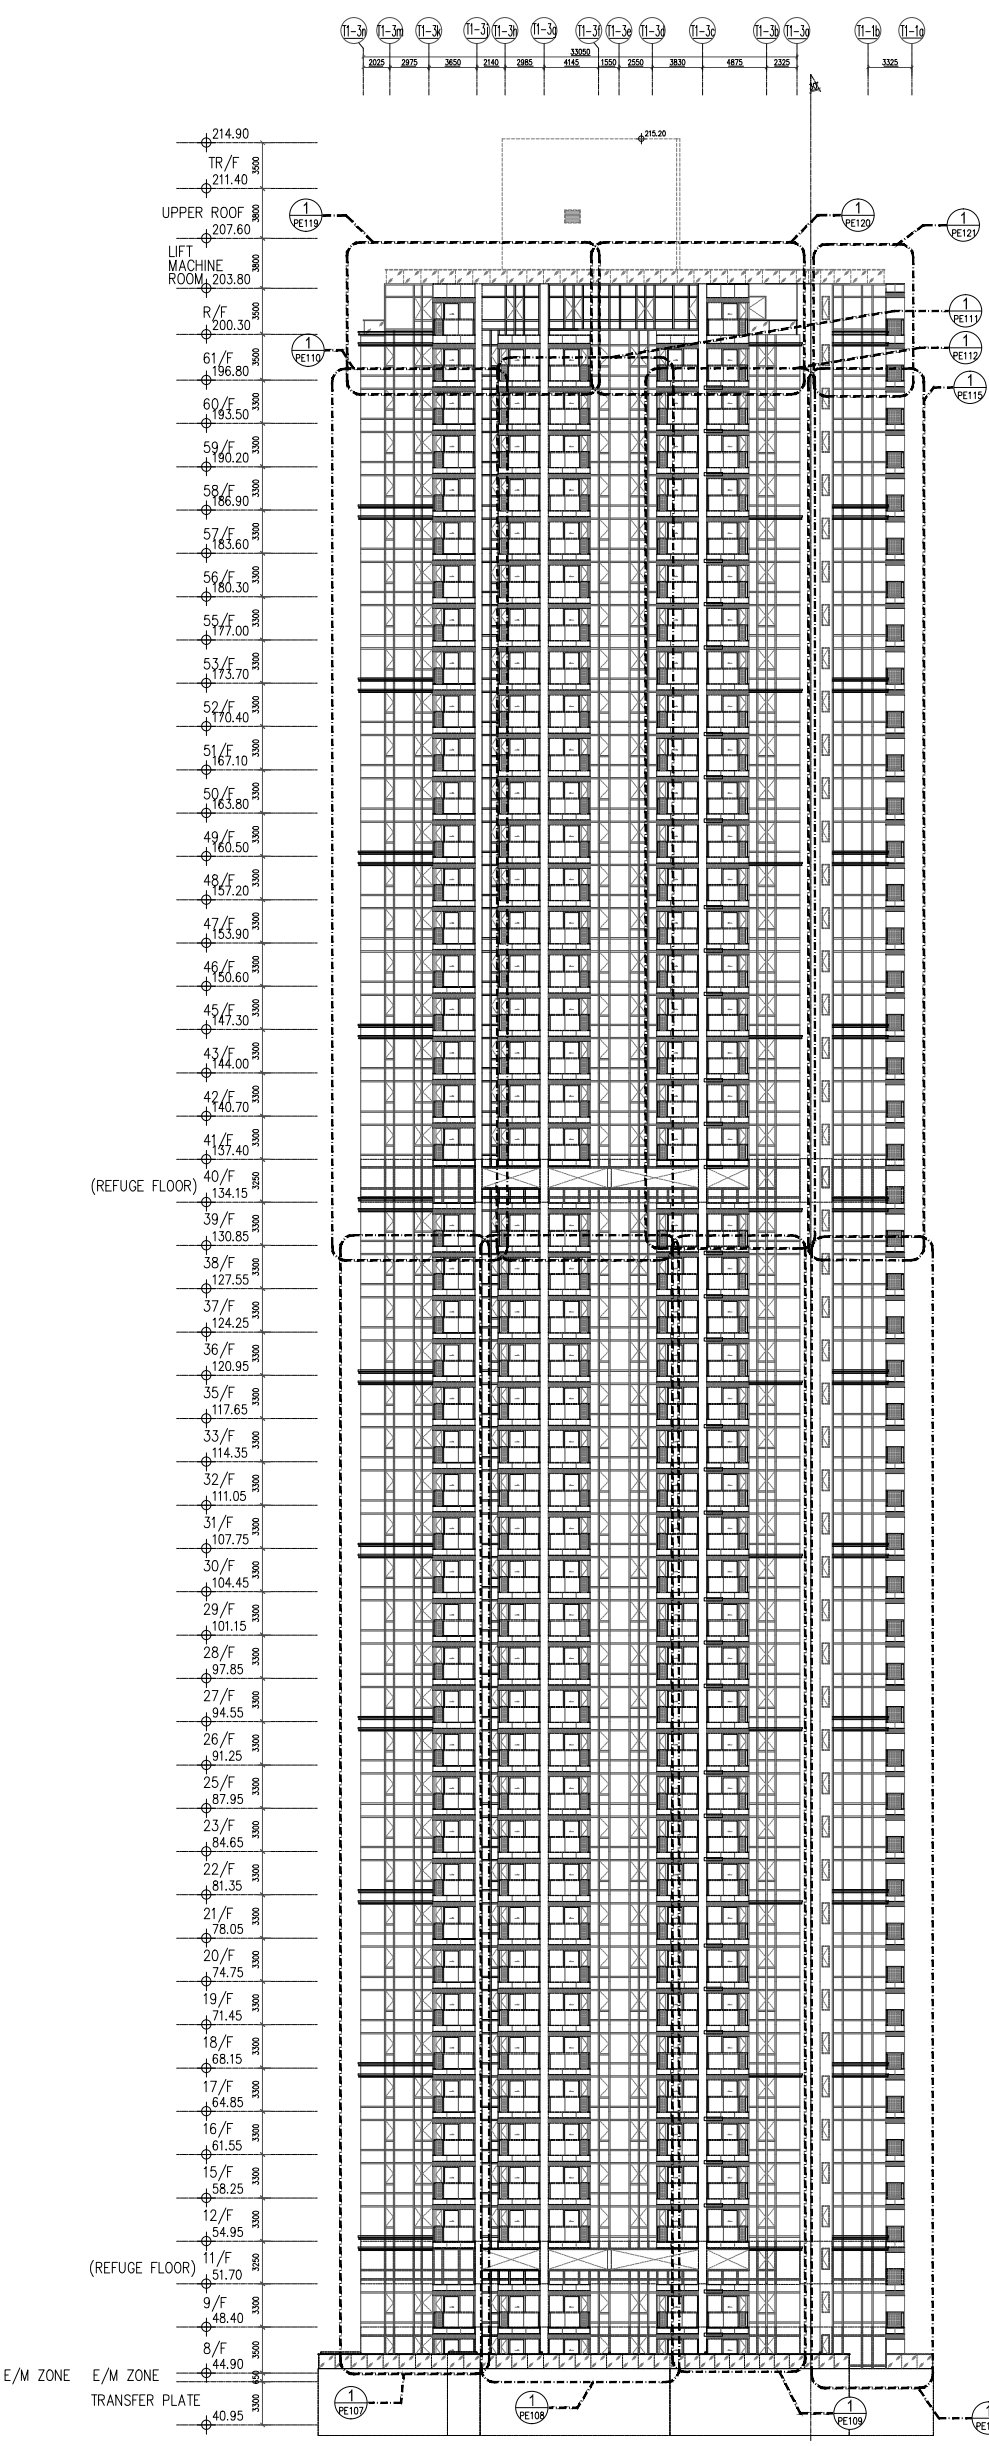 T1-3n T1-3m T1-3k T1-3j T1-3h T1-3g T1-3f T1-3e T1-3d T1-3c T1-3b T1-3a T1-1b T1-1a
33050
2025 2975 3650 2140 2985 4145 1550 2550 3830 4875 2325 3325
214.90
215.20
TR/F 3500
211.40
UPPER ROOF 3800
1 PE119
1 PE120
1 PE121
207.60
LIFT
MACHINE 3800
ROOM 203.80
R/F 3500
1 PE111
200.30
1 PE110
1 PE112
61/F 3500
196.80
1 PE115
60/F
193.50
59/F 3300
190.20
58/F 3300
186.90
57/F 3300
183.60
56/F 3300
180.30
55/F 3300
177.00
53/F 3300
173.70
52/F 3300
170.40
51/F 3300
167.10
50/F 3300
163.80
49/F 3300
160.50
48/F 3300
157.20
47/F 3300
153.90
46/F 3300
150.60
45/F 3300
147.30
43/F 3300
144.00
42/F 3300
140.70
41/F 3300
137.40
(REFUGE FLOOR) 40/F 3250
134.15
39/F 3300
130.85
38/F 3300
127.55
37/F 3300
124.25
36/F 3300
120.95
35/F 3300
117.65
33/F 3300
114.35
32/F 3300
111.05
31/F 3300
107.75
30/F 3300
104.45
29/F 3300
101.15
28/F 3300
97.85
27/F 3300
94.55
26/F 3300
91.25
25/F 3300
87.95
23/F 3300
84.65
22/F 3300
81.35
21/F 3300
78.05
20/F 3300
74.75
19/F 3300
71.45
18/F 3300
68.15
17/F 3300
64.85
16/F 3300
61.55
15/F 3300
58.25
12/F 3300
54.95
(REFUGE FLOOR) 11/F 3250
51.70
9/F 3300
48.40
8/F 3500
44.90
E/M ZONE E/M ZONE 650
TRANSFER PLATE 3300
1 PE107
1 PE108
1 PE109
40.95